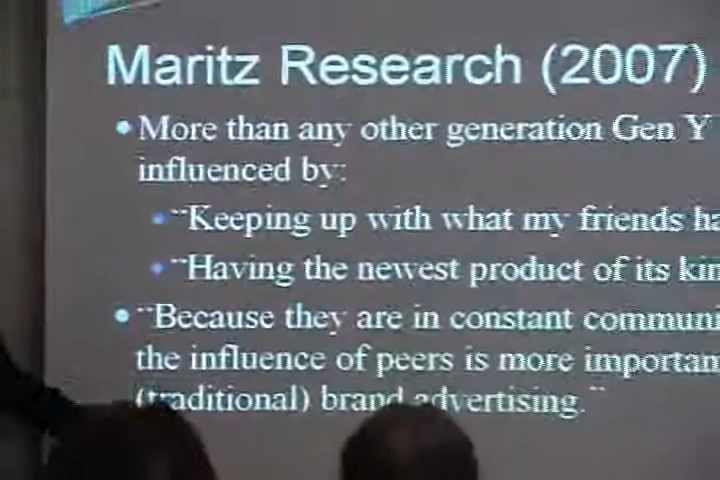 Maritz Research (2007)
• More than any other generation Gen Y
influenced by:
• "Keeping up with what my friends
• "Having the newest product of its
• "Because they are in constant
the influence of peers is more
(traditional) brand advertising."